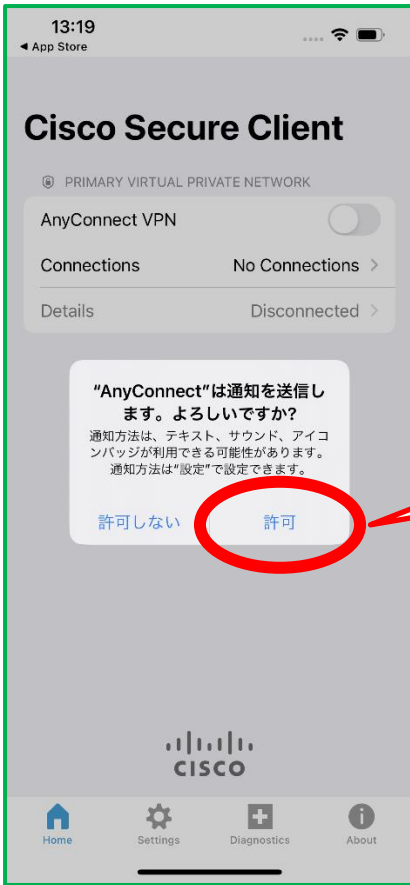 13:19
◀ App Store
Cisco Secure Client
PRIMARY VIRTUAL PRIVATE NETWORK
AnyConnect VPN
Connections No Connections >
Details Disconnected >
“AnyConnect”は通知を送信し
ます。よろしいですか?
通知方法は、テキスト、サウンド、アイコ
ンバッジが利用できる可能性があります。
通知方法は“設定”で設定できます。
許可しない 許可
CISCO
Home Settings Diagnostics About